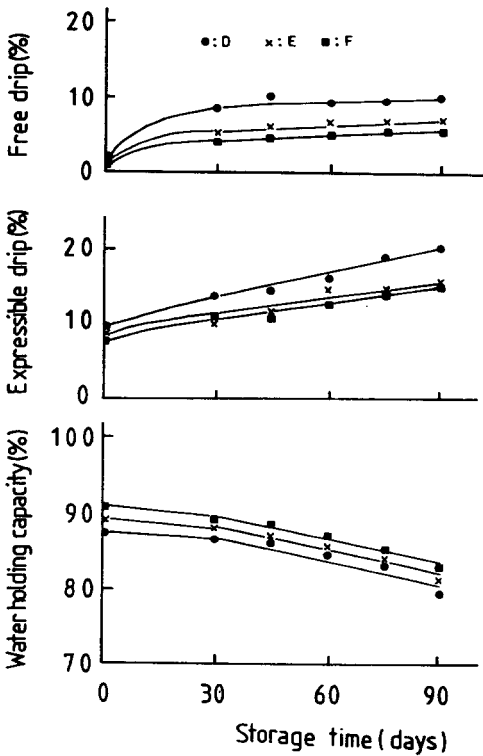 20
●:D ×:E ■:F
10
0
Free drip(%)
20
10
0
Expressible drip(%)
100
90
80
70
Water holding capacity(%)
0 30 60 90
Storage time (days)